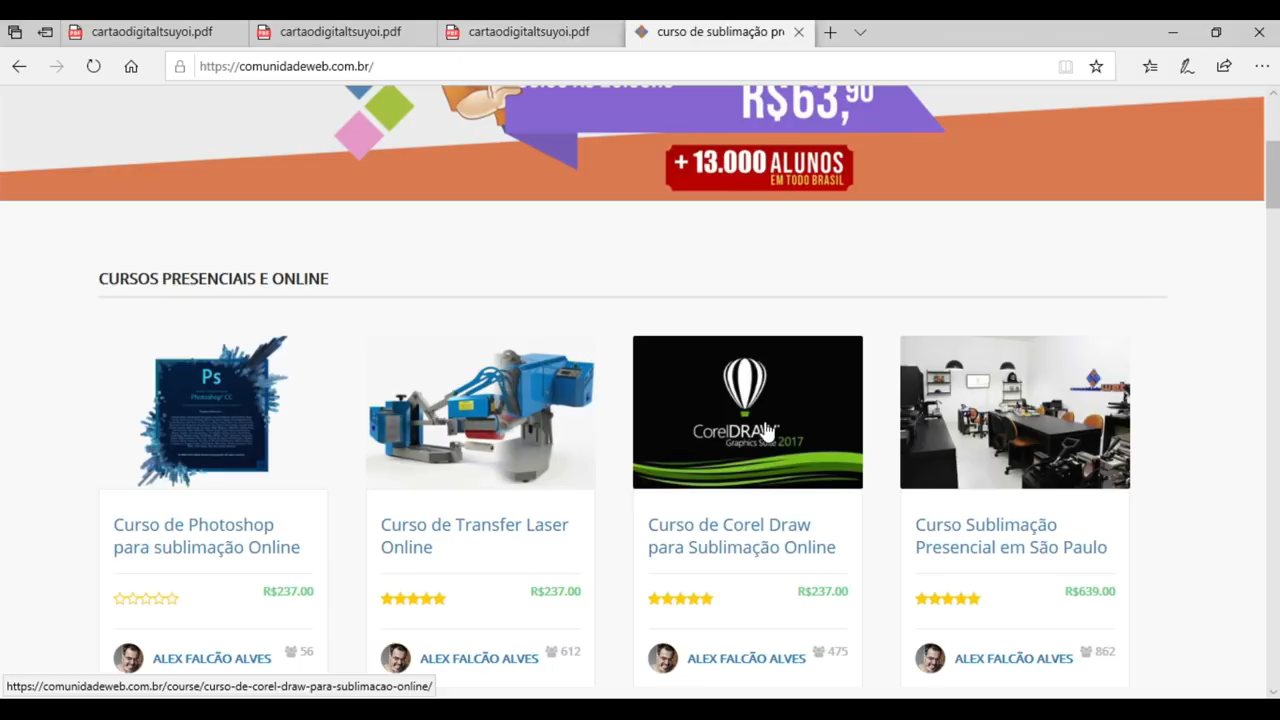 cartaodigitaltsuyoi.pdf
cartaodigitaltsuyoi.pdf
cartaodigitaltsuyoi.pdf
curso de sublimação pr
https://comunidadeweb.com.br/
R$63,90
+ 13.000 ALUNOS
EM TODO BRASIL
CURSOS PRESENCIAIS E ONLINE
Ps
Photoshop CC
CorelDRAW
Graphics Suite 2017
Curso de Photoshop
para sublimação Online
R$237.00
ALEX FALCÃO ALVES 56
Curso de Transfer Laser
Online
R$237.00
ALEX FALCÃO ALVES 612
Curso de Corel Draw
para Sublimação Online
R$237.00
ALEX FALCÃO ALVES 475
Curso Sublimação
Presencial em São Paulo
R$639.00
ALEX FALCÃO ALVES 862
https://comunidadeweb.com.br/course/curso-de-corel-draw-para-sublimacao-online/